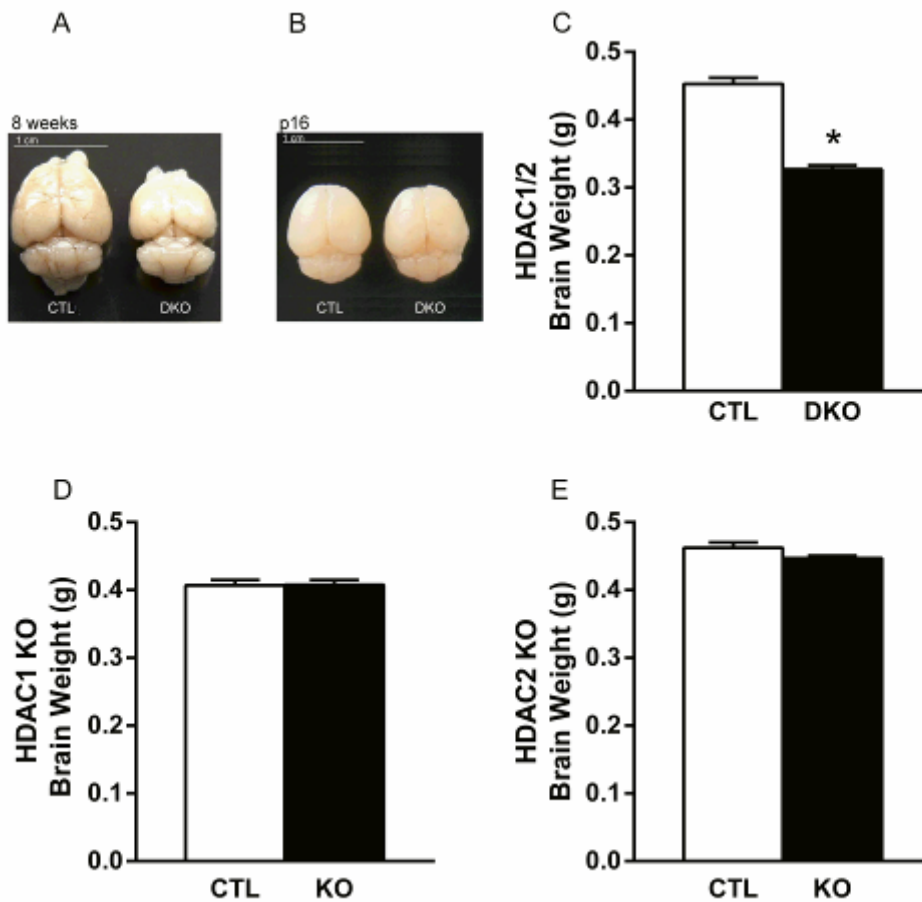 A
8 weeks
1 cm
CTL DKO
B
p16
1 cm
CTL DKO
C
HDAC1/2
Brain Weight (g)
0.5
0.4
0.3
0.2
0.1
0.0
*
CTL DKO
D
HDAC1 KO
Brain Weight (g)
0.5
0.4
0.3
0.2
0.1
0.0
CTL KO
E
HDAC2 KO
Brain Weight (g)
0.5
0.4
0.3
0.2
0.1
0.0
CTL KO